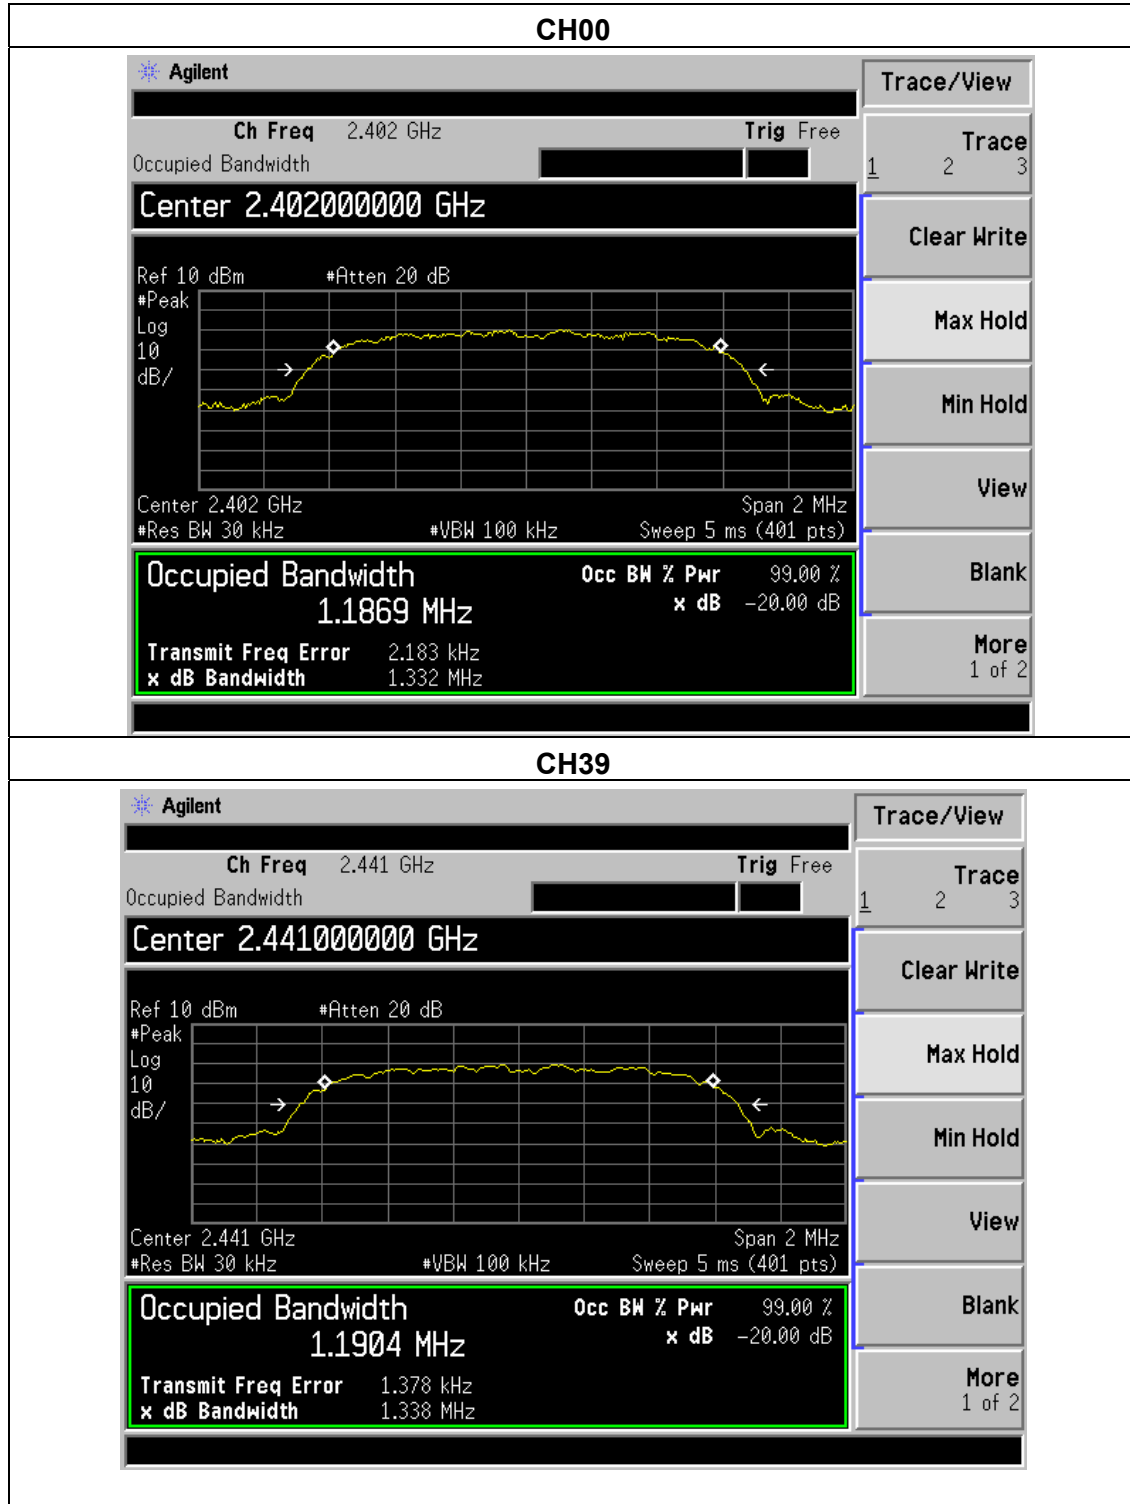 CH00
Agilent
Trace/View
Ch Freq 2.402 GHz Trig Free
Occupied Bandwidth
Trace
1 2 3
Center 2.402000000 GHz
Clear Write
Ref 10 dBm #Atten 20 dB
#Peak
Log
10
dB/
Max Hold
Min Hold
View
Center 2.402 GHz Span 2 MHz
#Res BW 30 kHz #VBW 100 kHz Sweep 5 ms (401 pts)
Occupied Bandwidth Occ BW % Pwr 99.00 %
1.1869 MHz x dB -20.00 dB
Blank
Transmit Freq Error 2.183 kHz
x dB Bandwidth 1.332 MHz
More
1 of 2
CH39
Agilent
Trace/View
Ch Freq 2.441 GHz Trig Free
Occupied Bandwidth
Trace
1 2 3
Center 2.441000000 GHz
Clear Write
Ref 10 dBm #Atten 20 dB
#Peak
Log
10
dB/
Max Hold
Min Hold
View
Center 2.441 GHz Span 2 MHz
#Res BW 30 kHz #VBW 100 kHz Sweep 5 ms (401 pts)
Occupied Bandwidth Occ BW % Pwr 99.00 %
1.1904 MHz x dB -20.00 dB
Blank
Transmit Freq Error 1.378 kHz
x dB Bandwidth 1.338 MHz
More
1 of 2